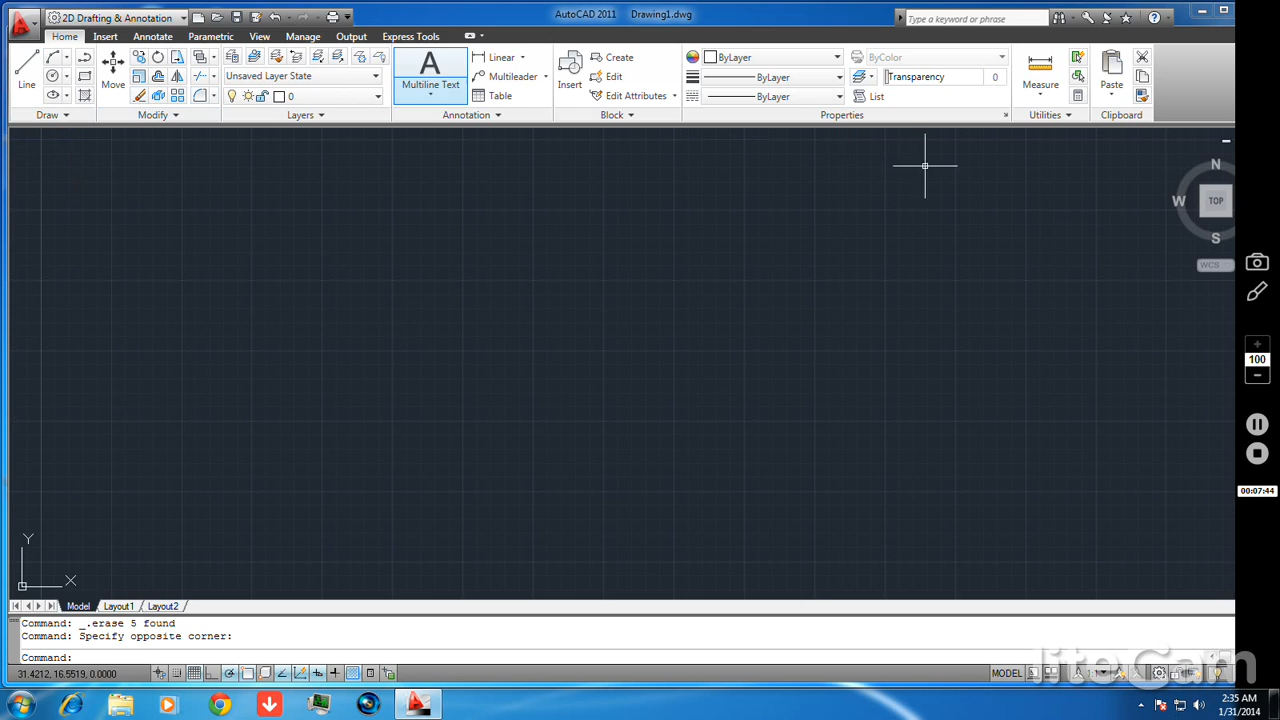 2D Drafting & Annotation
AutoCAD 2011 Drawing1.dwg
Type a keyword or phrase
Home Insert Annotate Parametric View Manage Output Express Tools
Line
Move
Unsaved Layer State
0
Multiline Text
Linear
Multileader
Table
Insert
Create
Edit
Edit Attributes
ByLayer
ByLayer
ByLayer
ByColor
Transparency 0
List
Measure
Paste
Draw Modify Layers Annotation Block Properties Utilities Clipboard
N
W
TOP
S
WCS
100
00:07:44
Y
X
Model Layout1 Layout2
Command: _.erase 5 found
Command: Specify opposite corner:
Command:
31.4212, 16.5519, 0.0000
MODEL
1:1
liteCam
2:35 AM
1/31/2014